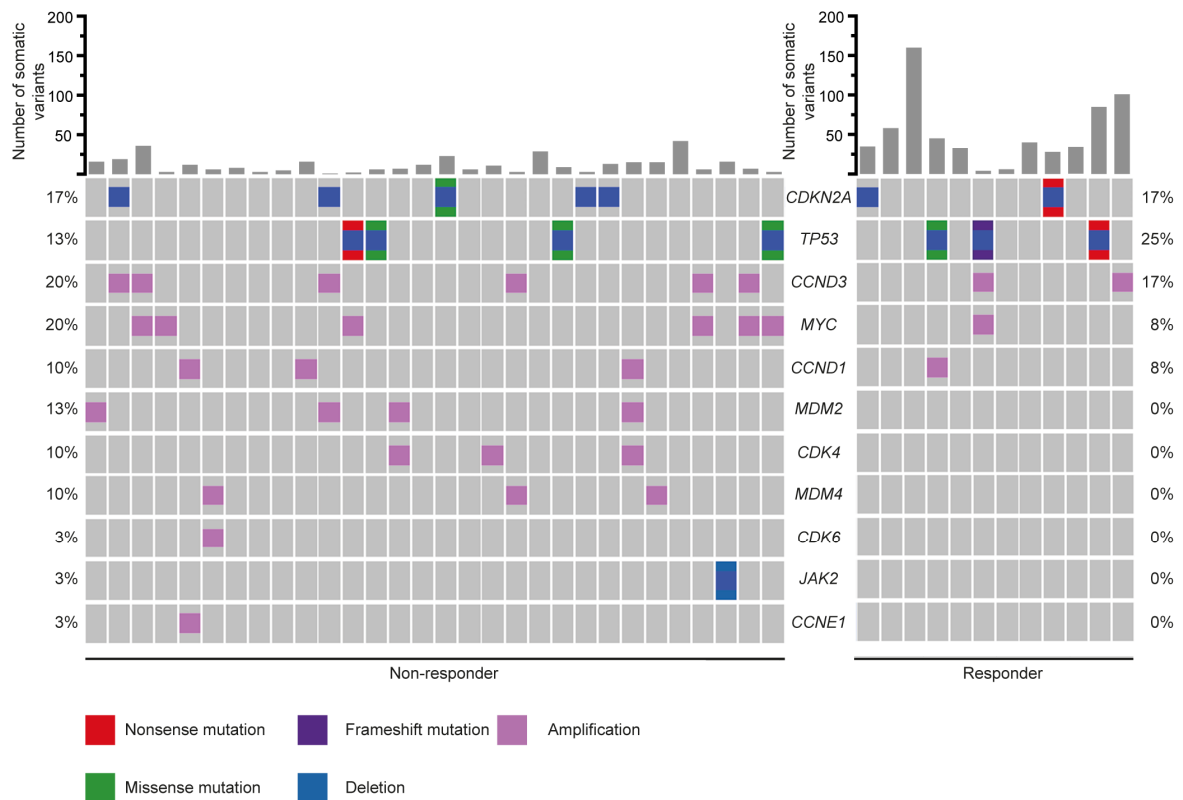 Number of somatic
variants
200
150
100
50
Number of somatic
variants
200
150
100
50
17% CDKN2A 17%
13% TP53 25%
20% CCND3 17%
20% MYC 8%
10% CCND1 8%
13% MDM2 0%
10% CDK4 0%
10% MDM4 0%
3% CDK6 0%
3% JAK2 0%
3% CCNE1 0%
Non-responder Responder
Nonsense mutation Frameshift mutation Amplification
Missense mutation Deletion